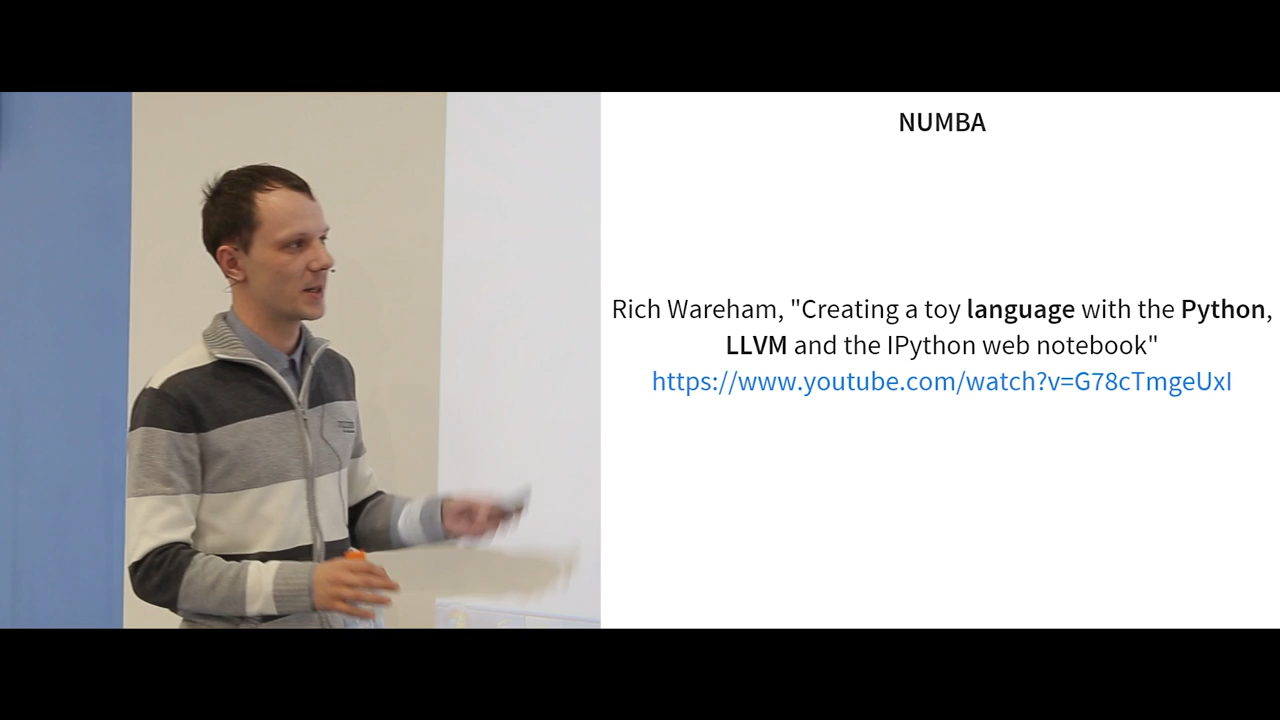 NUMBA
Rich Wareham, "Creating a toy language with the Python,
LLVM and the IPython web notebook"
https://www.youtube.com/watch?v=G78cTmgeUxI